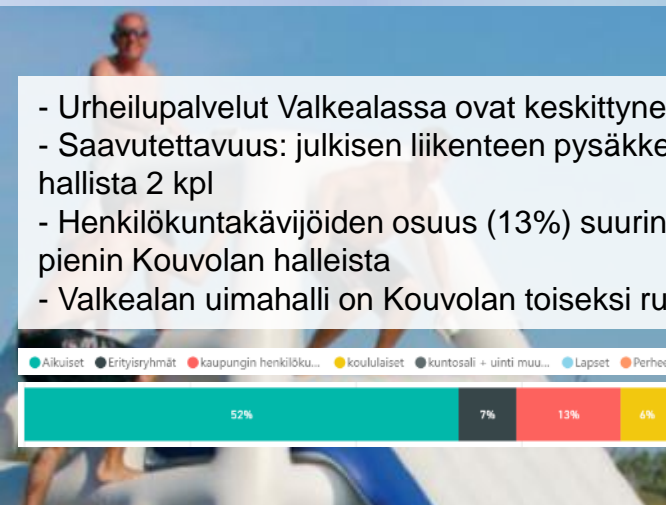 - Urheilupalvelut Valkealassa ovat keskittyne
- Saavutettavuus: julkisen liikenteen pysäkke
hallista 2 kpl
- Henkilökuntakävijöiden osuus (13%) suurin
pienin Kouvolan halleista
- Valkealan uimahalli on Kouvolan toiseksi ru
Aikuiset Erityisryhmät kaupungin henkilöku... koululaiset kuntosali + uinti muu... Lapset Perhee
52% 7% 13% 6%